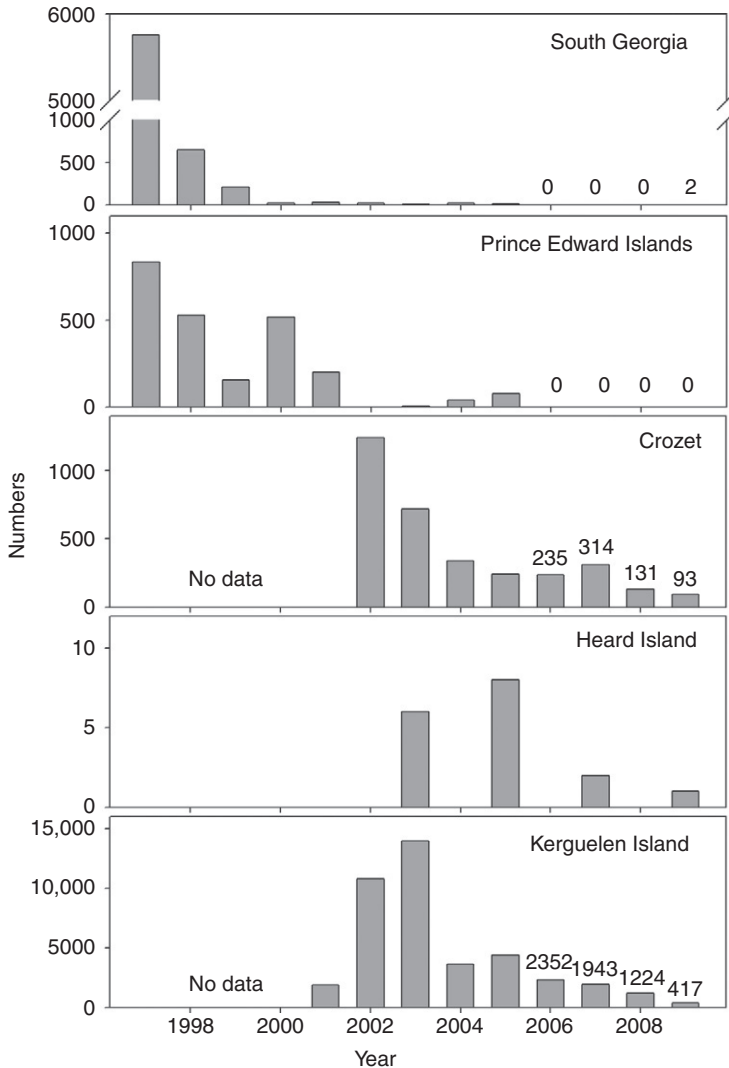 6000
South Georgia
5000
1000
500
0
0 0 0 2
1000
Prince Edward Islands
500
0
0 0 0 0
Crozet
1000
500
235 314 131 93
No data
0
Heard Island
10
5
0
15,000
Kerguelen Island
10,000
5000
2352 1943 1224 417
No data
0
1998 2000 2002 2004 2006 2008
Year
Numbers